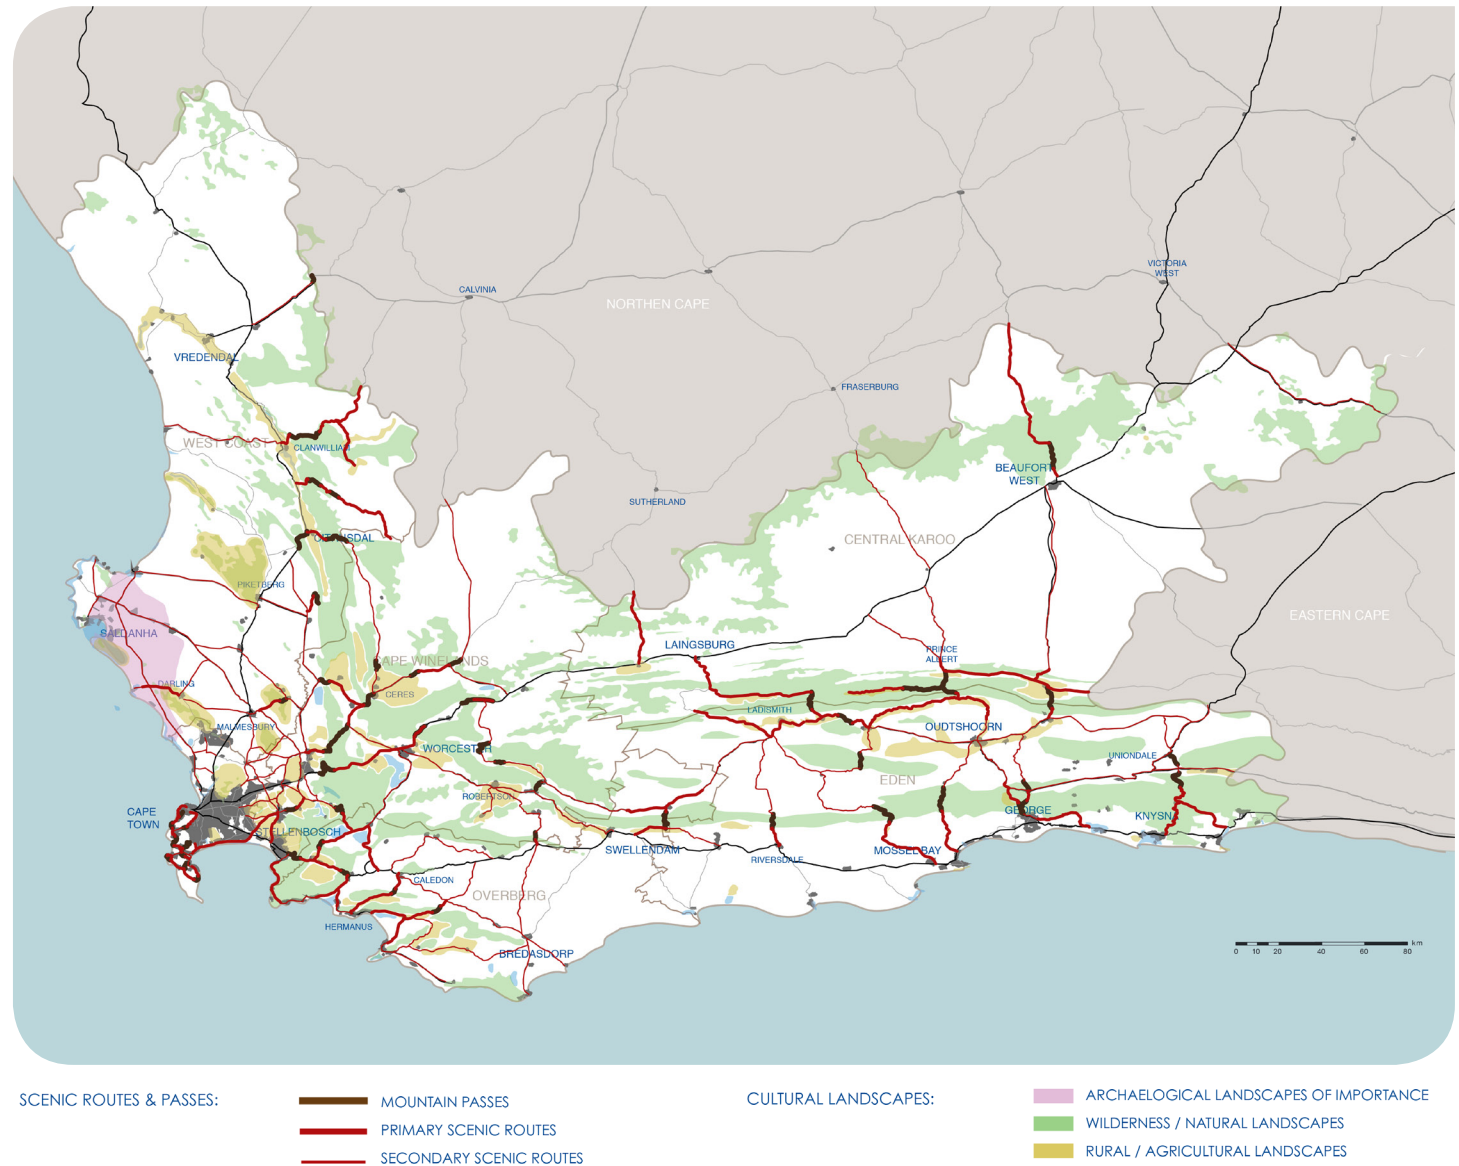 VICTORIA
WEST
CALVINIA
NORTHEN CAPE
VREDENDAL
FRASERBURG
WEST COAST
CLANWILLIAM
BEAUFORT
WEST
SUTHERLAND
CITRUSDAL
CENTRAL KAROO
PIKETBERG
EASTERN CAPE
SALDANHA
LAINGSBURG
PRINCE
ALBERT
CAPE WINELANDS
DARLING
CERES
LADISMITH
MALMESBURY
OUDTSHOORN
WORCESTER
UNIONDALE
EDEN
ROBERTSON
CAPE
TOWN
GEORGE
KNYSN
STELLENBOSCH
SWELLENDAM
MOSSEL BAY
RIVERSDALE
CALEDON
OVERBERG
HERMANUS
BREDASDORP
km
0 10 20 40 60 80
SCENIC ROUTES & PASSES:
MOUNTAIN PASSES
PRIMARY SCENIC ROUTES
SECONDARY SCENIC ROUTES
CULTURAL LANDSCAPES:
ARCHAELOGICAL LANDSCAPES OF IMPORTANCE
WILDERNESS / NATURAL LANDSCAPES
RURAL / AGRICULTURAL LANDSCAPES